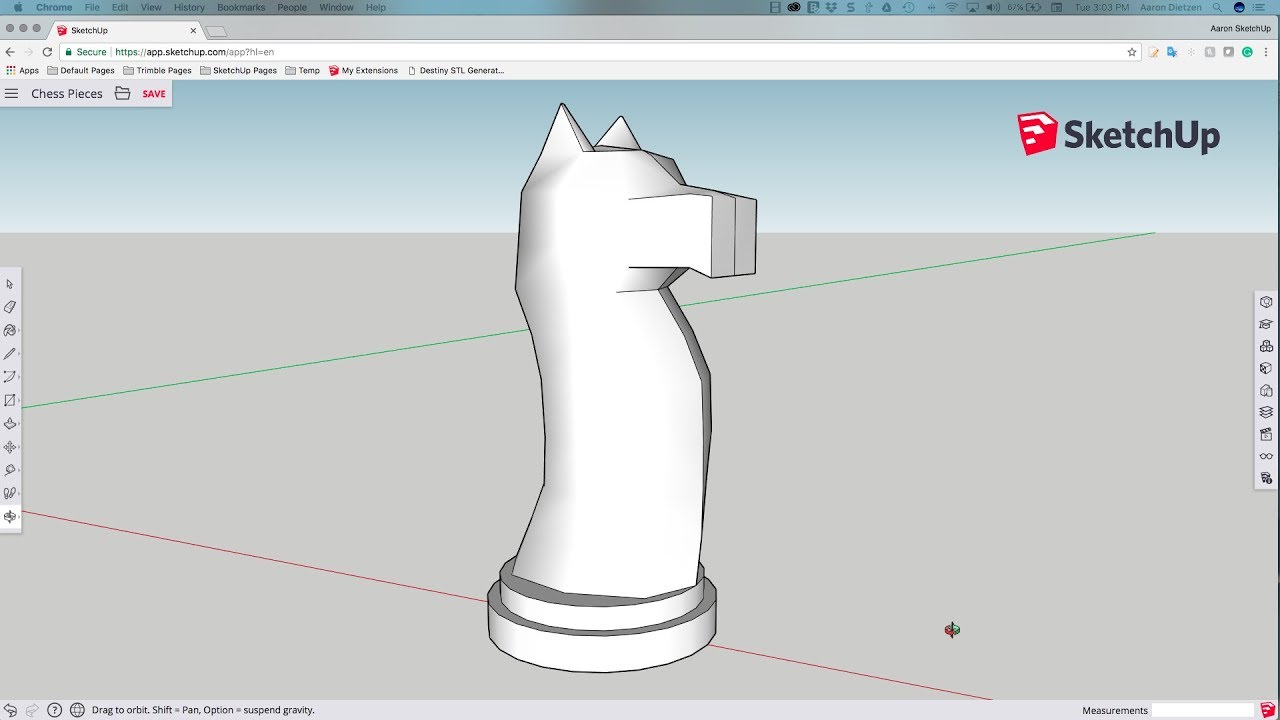 Chrome File Edit View History Bookmarks People Window Help 67% Tue 3:03 PM Aaron Dietzen
SketchUp Aaron SketchUp
Secure https://app.sketchup.com/app?hl=en
Apps Default Pages Trimble Pages SketchUp Pages Temp My Extensions Destiny STL Generat...
Chess Pieces SAVE
SketchUp
Drag to orbit. Shift = Pan, Option = suspend gravity. Measurements